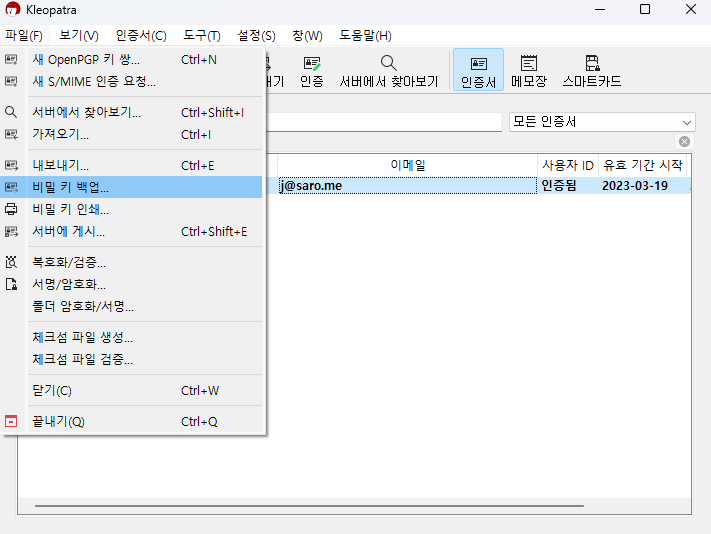 Kleopatra
파일(F) 보기(V) 인증서(C) 도구(T) 설정(S) 창(W) 도움말(H)
인증 서버에서 찾아보기 인증서 메모장 스마트카드
모든 인증서
이메일 사용자 ID 유효 기간 시작
j@saro.me 인증됨 2023-03-19
새 OpenPGP 키 쌍... Ctrl+N
새 S/MIME 인증 요청...
서버에서 찾아보기... Ctrl+Shift+I
가져오기... Ctrl+I
내보내기... Ctrl+E
비밀 키 백업...
비밀 키 인쇄...
서버에 게시... Ctrl+Shift+E
복호화/검증...
서명/암호화...
폴더 암호화/서명...
체크섬 파일 생성...
체크섬 파일 검증...
닫기(C) Ctrl+W
끝내기(Q) Ctrl+Q